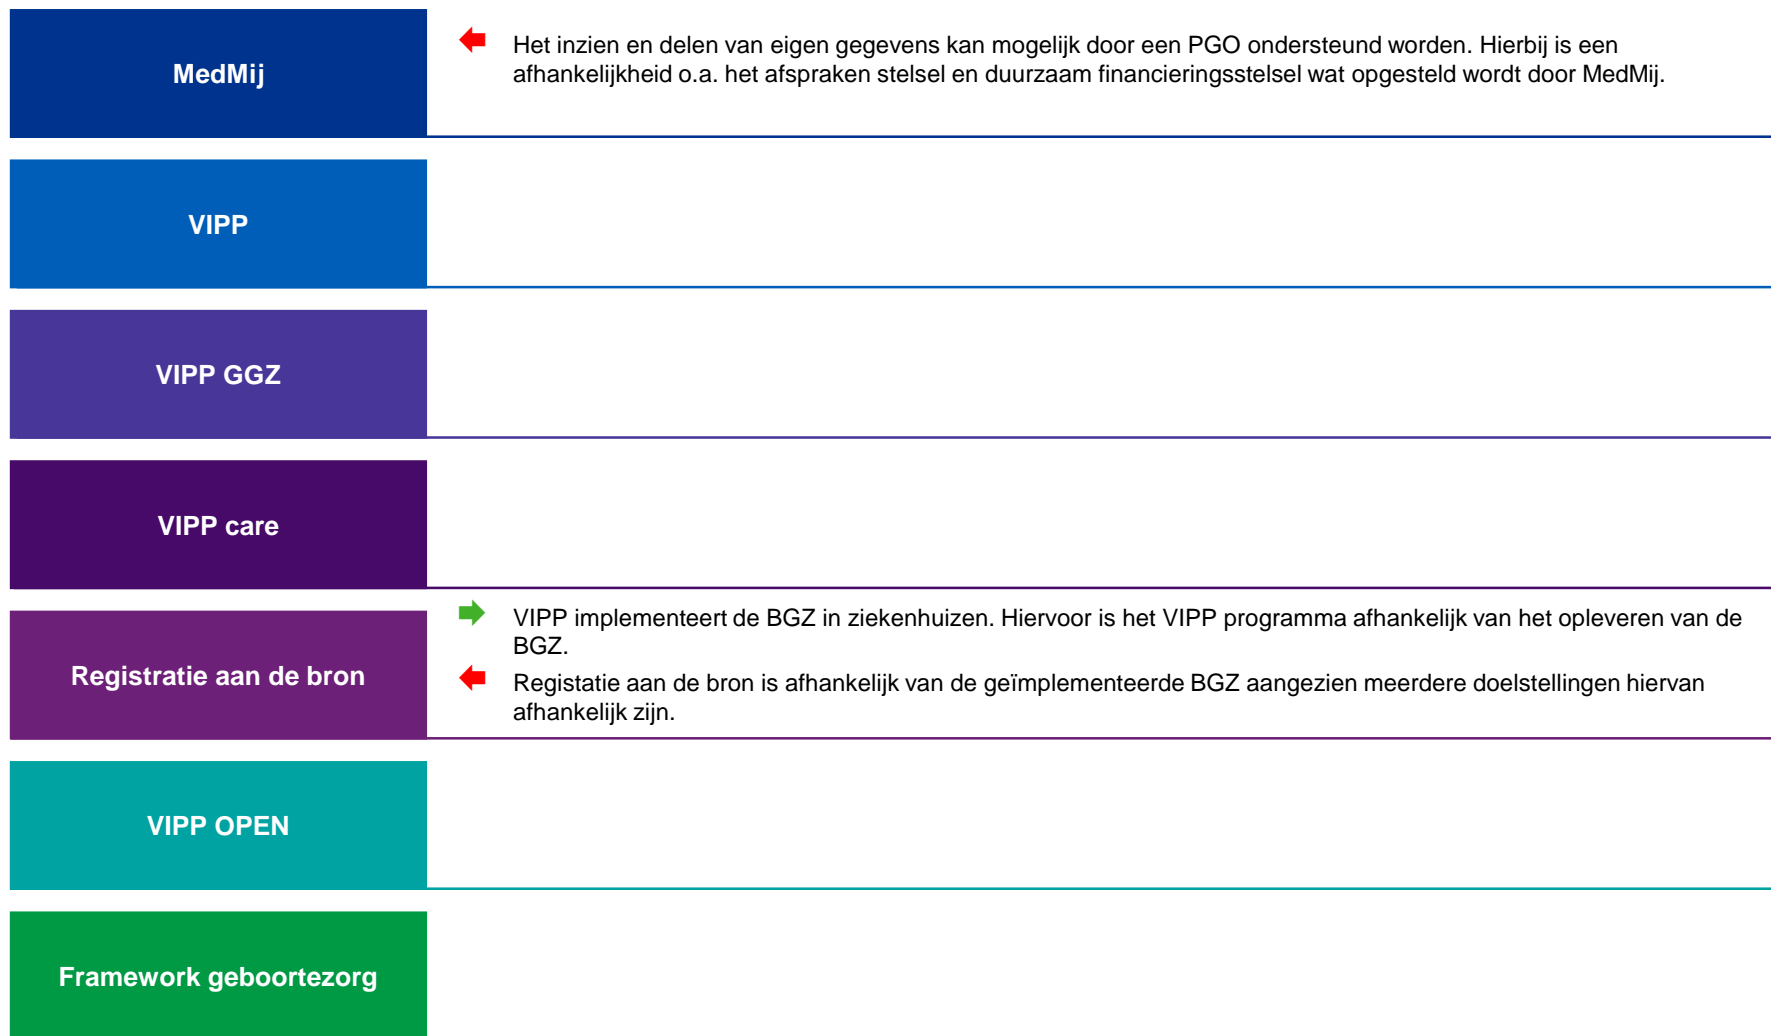 MedMij
Het inzien en delen van eigen gegevens kan mogelijk door een PGO ondersteund worden. Hierbij is een
afhankelijkheid o.a. het afspraken stelsel en duurzaam financieringsstelsel wat opgesteld wordt door MedMij.
VIPP
VIPP GGZ
VIPP care
Registratie aan de bron
VIPP implementeert de BGZ in ziekenhuizen. Hiervoor is het VIPP programma afhankelijk van het opleveren van de
BGZ.
Registatie aan de bron is afhankelijk van de geïmplementeerde BGZ aangezien meerdere doelstellingen hiervan
afhankelijk zijn.
VIPP OPEN
Framework geboortezorg